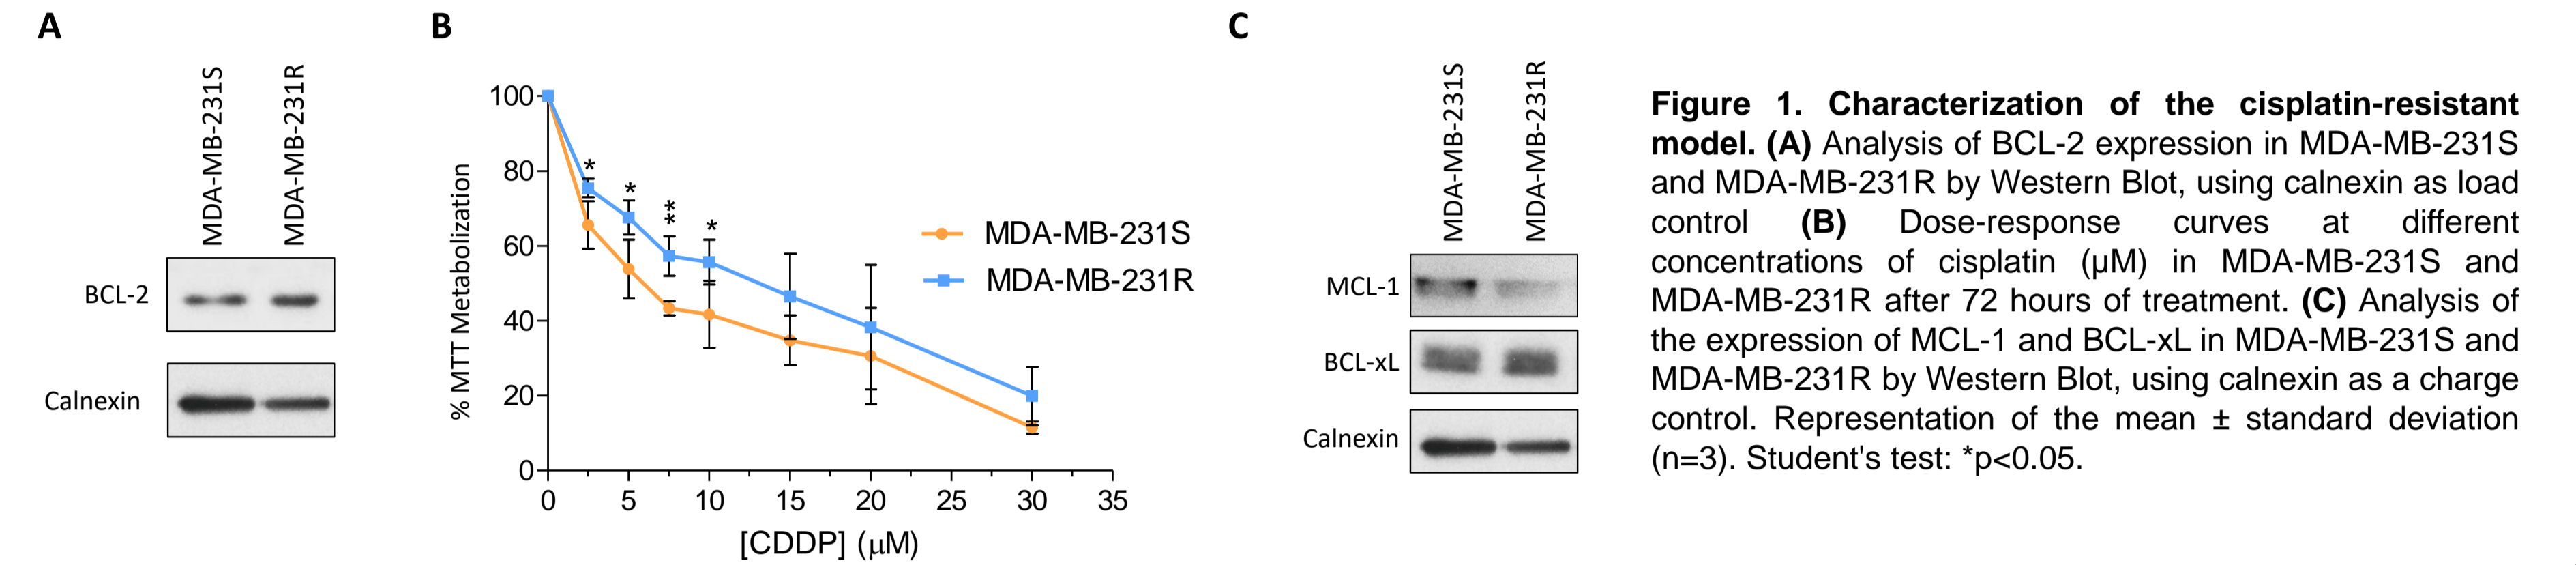 A
MDA-MB-231S
MDA-MB-231R
BCL-2
Calnexin
B
% MTT Metabolization
100
80
60
40
20
0
*
*
**
*
MDA-MB-231S
MDA-MB-231R
0 5 10 15 20 25 30 35
[CDDP] (µM)
C
MDA-MB-231S
MDA-MB-231R
MCL-1
BCL-xL
Calnexin
Figure 1. Characterization of the cisplatin-resistant
model. (A) Analysis of BCL-2 expression in MDA-MB-231S
and MDA-MB-231R by Western Blot, using calnexin as load
control (B) Dose-response curves at different
concentrations of cisplatin (µM) in MDA-MB-231S and
MDA-MB-231R after 72 hours of treatment. (C) Analysis of
the expression of MCL-1 and BCL-xL in MDA-MB-231S and
MDA-MB-231R by Western Blot, using calnexin as a charge
control. Representation of the mean ± standard deviation
(n=3). Student's test: *p<0.05.